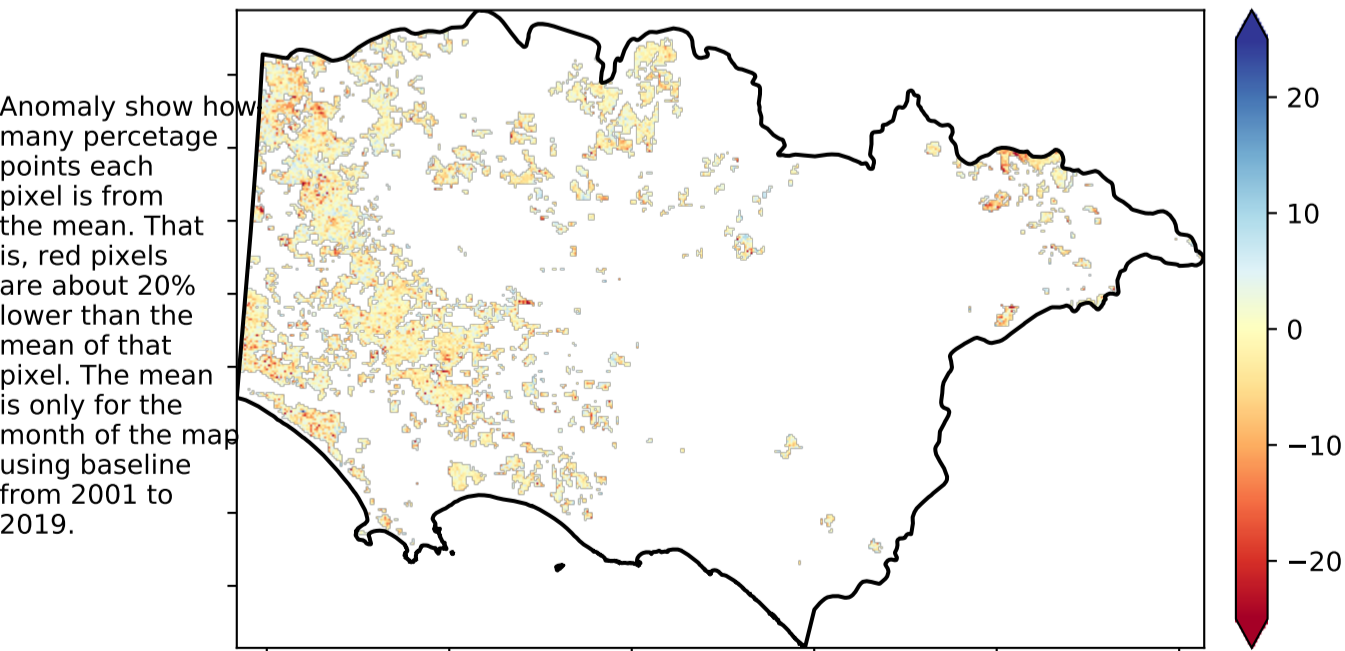 Anomaly show how
many percetage
points each
pixel is from
the mean. That
is, red pixels
are about 20%
lower than the
mean of that
pixel. The mean
is only for the
month of the map
using baseline
from 2001 to
2019.
20
10
0
−10
−20